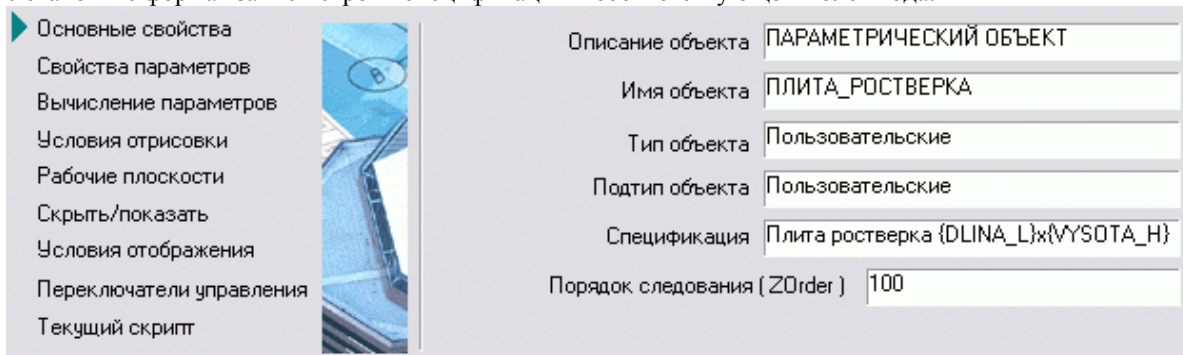 Основные свойства
Свойства параметров
Вычисление параметров
Условия отрисовки
Рабочие плоскости
Скрыть/показать
Условия отображения
Переключатели управления
Текущий скрипт
Описание объекта ПАРАМЕТРИЧЕСКИЙ ОБЪЕКТ
Имя объекта ПЛИТА_РОСТВЕРКА
Тип объекта Пользовательские
Подтип объекта Пользовательские
Спецификация Плита ростверка {DLINA_L}x{VYSOTA_H}
Порядок следования ( ZOrder ) 100